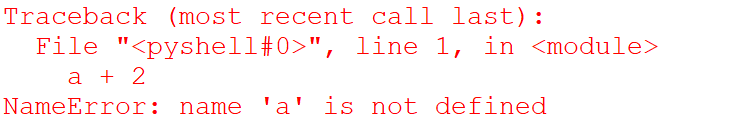 Traceback (most recent call last):
  File "<pyshell#0>", line 1, in <module>
    a + 2
NameError: name 'a' is not defined